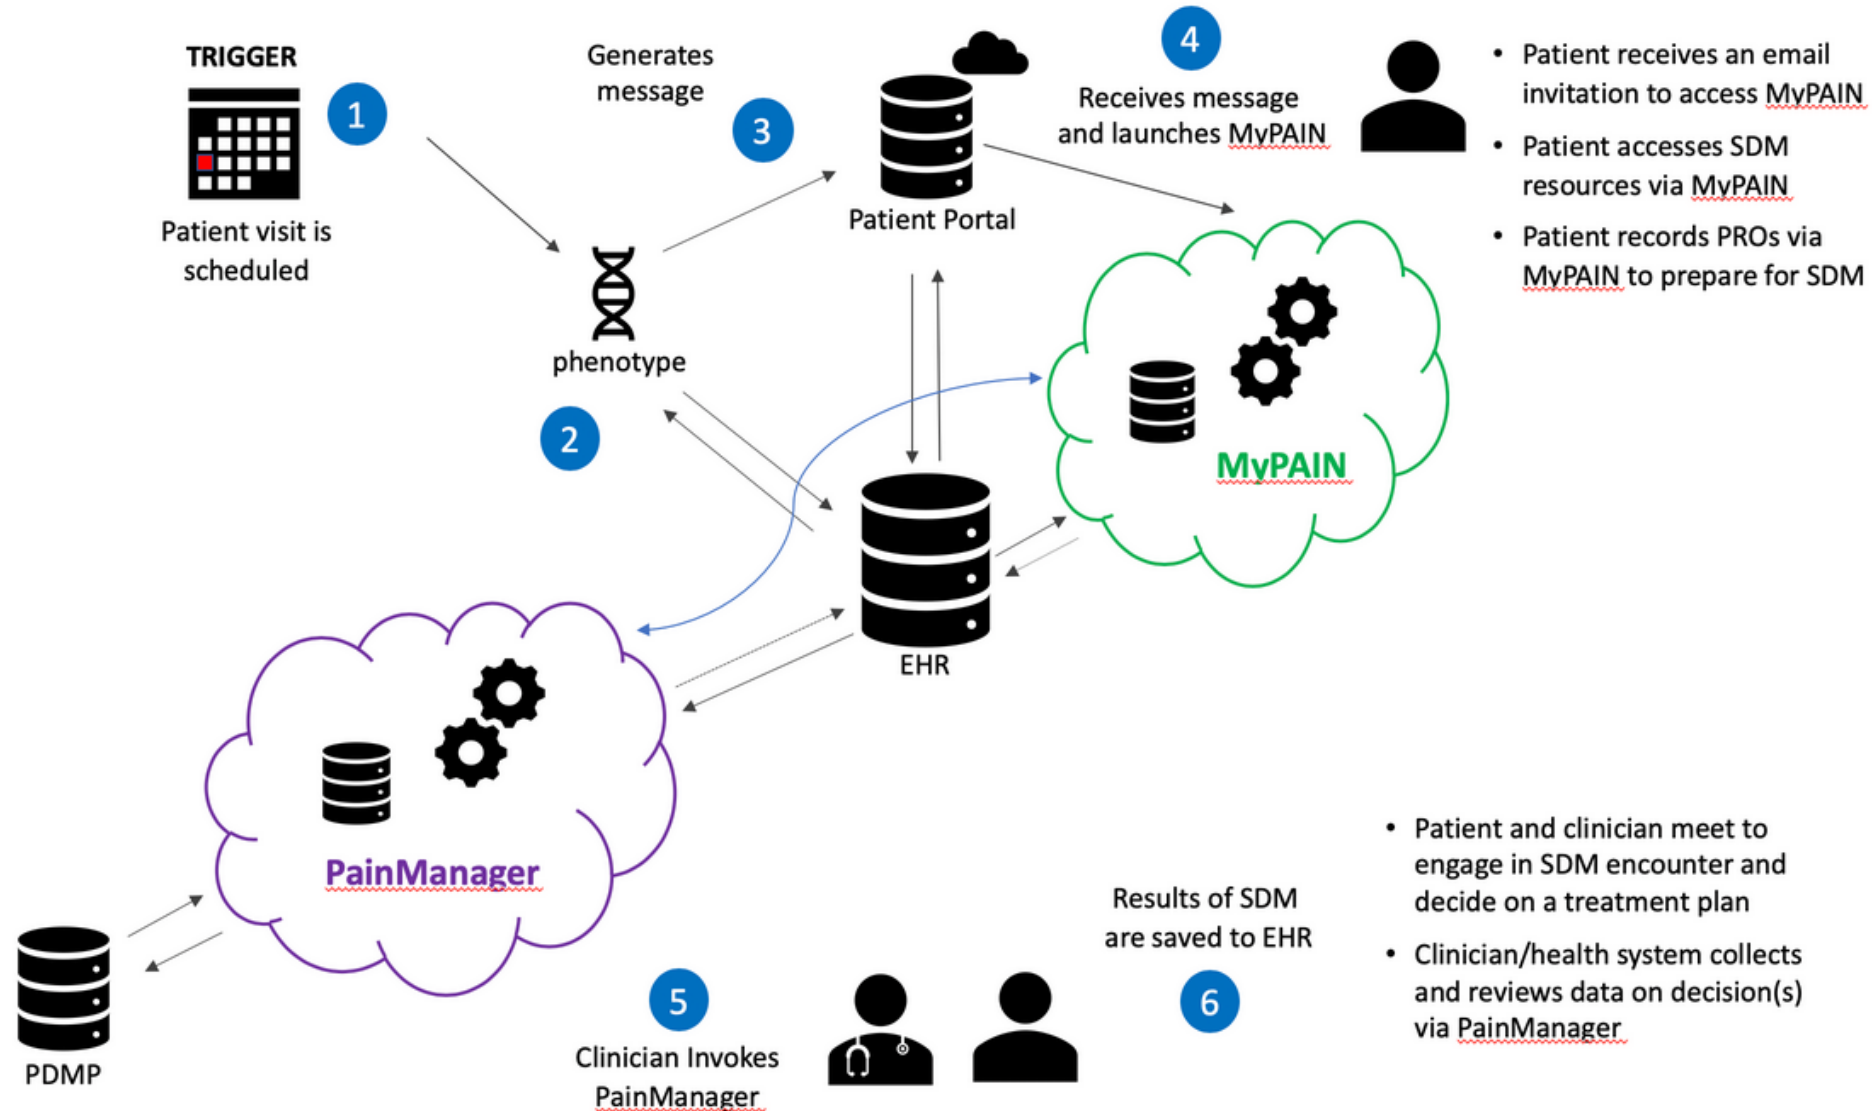 TRIGGER
1
Patient visit is
scheduled
Generates
message
3
4
Receives message
and launches MyPAIN
• Patient receives an email
invitation to access MyPAIN
• Patient accesses SDM
resources via MyPAIN
• Patient records PROs via
MyPAIN to prepare for SDM
Patient Portal
phenotype
2
MyPAIN
EHR
PainManager
PDMP
5
Clinician Invokes
PainManager
Results of SDM
are saved to EHR
6
• Patient and clinician meet to
engage in SDM encounter and
decide on a treatment plan
• Clinician/health system collects
and reviews data on decision(s)
via PainManager